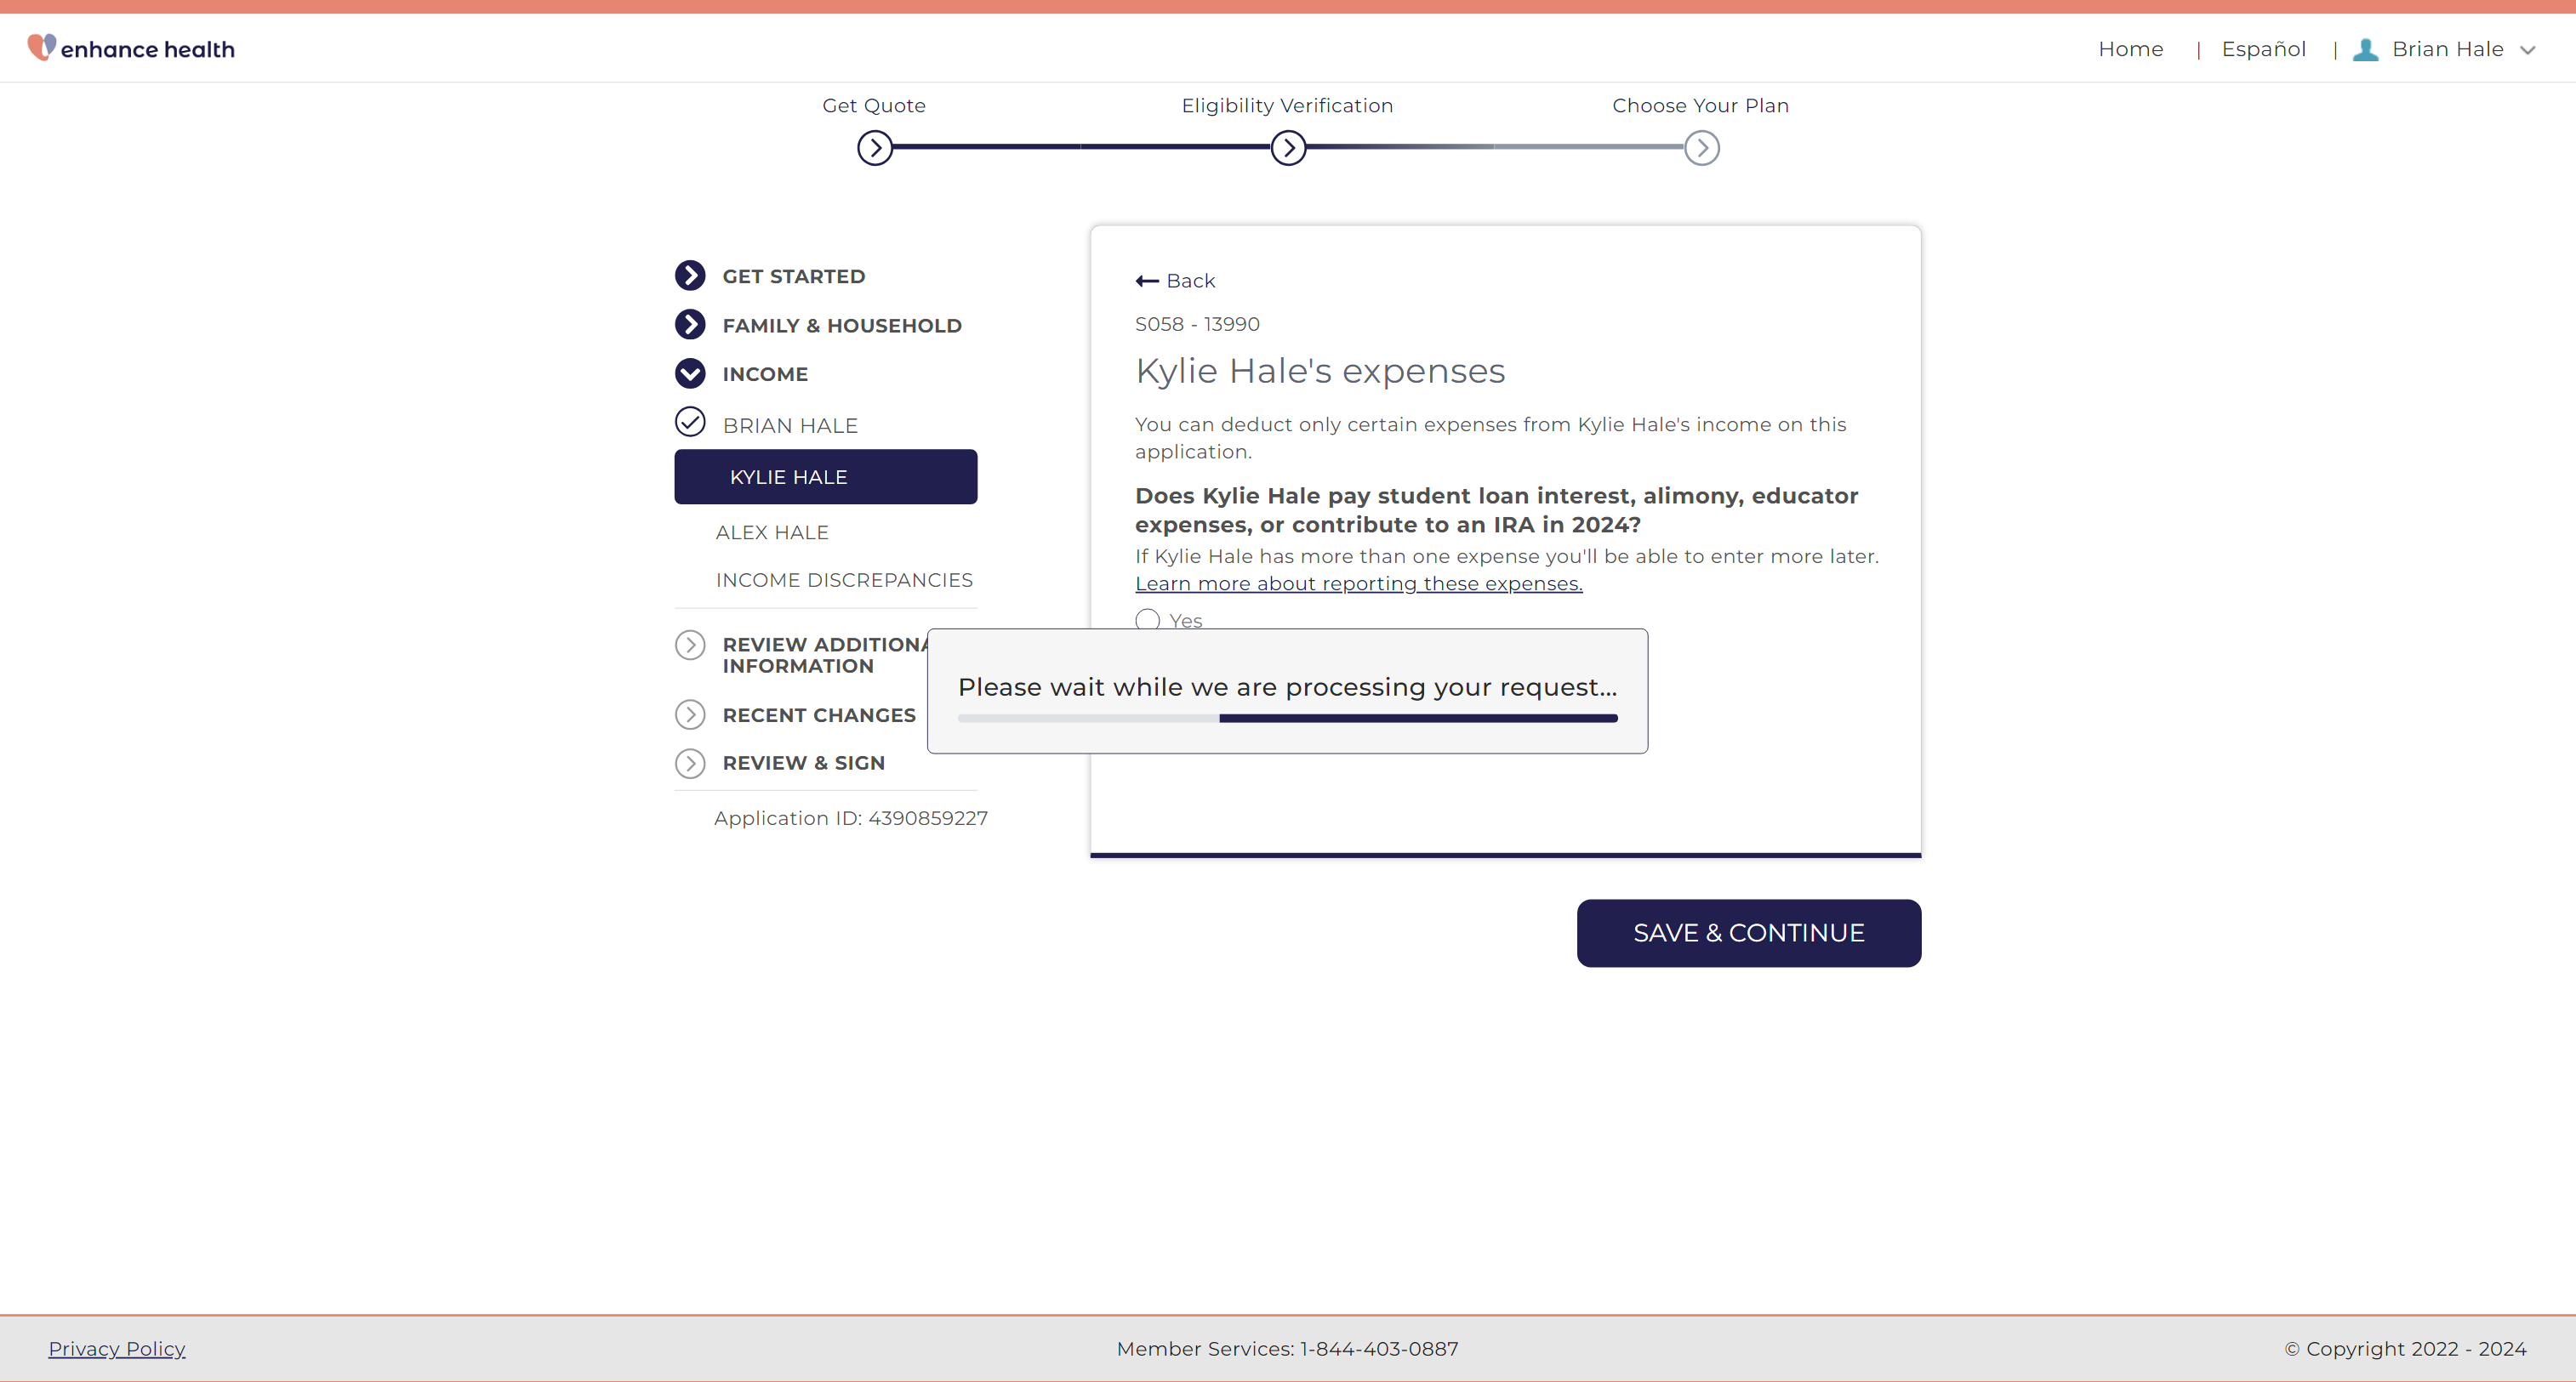 enhance health
Home | Español | Brian Hale
Get Quote
Eligibility Verification
Choose Your Plan
GET STARTED
FAMILY & HOUSEHOLD
INCOME
BRIAN HALE
KYLIE HALE
ALEX HALE
INCOME DISCREPANCIES
REVIEW ADDITIONA
INFORMATION
RECENT CHANGES
REVIEW & SIGN
Application ID: 4390859227
Back
S058 - 13990
Kylie Hale's expenses
You can deduct only certain expenses from Kylie Hale's income on this
application.
Does Kylie Hale pay student loan interest, alimony, educator
expenses, or contribute to an IRA in 2024?
If Kylie Hale has more than one expense you'll be able to enter more later.
Learn more about reporting these expenses.
Yes
Please wait while we are processing your request...
SAVE & CONTINUE
Privacy Policy
Member Services: 1-844-403-0887
© Copyright 2022 - 2024